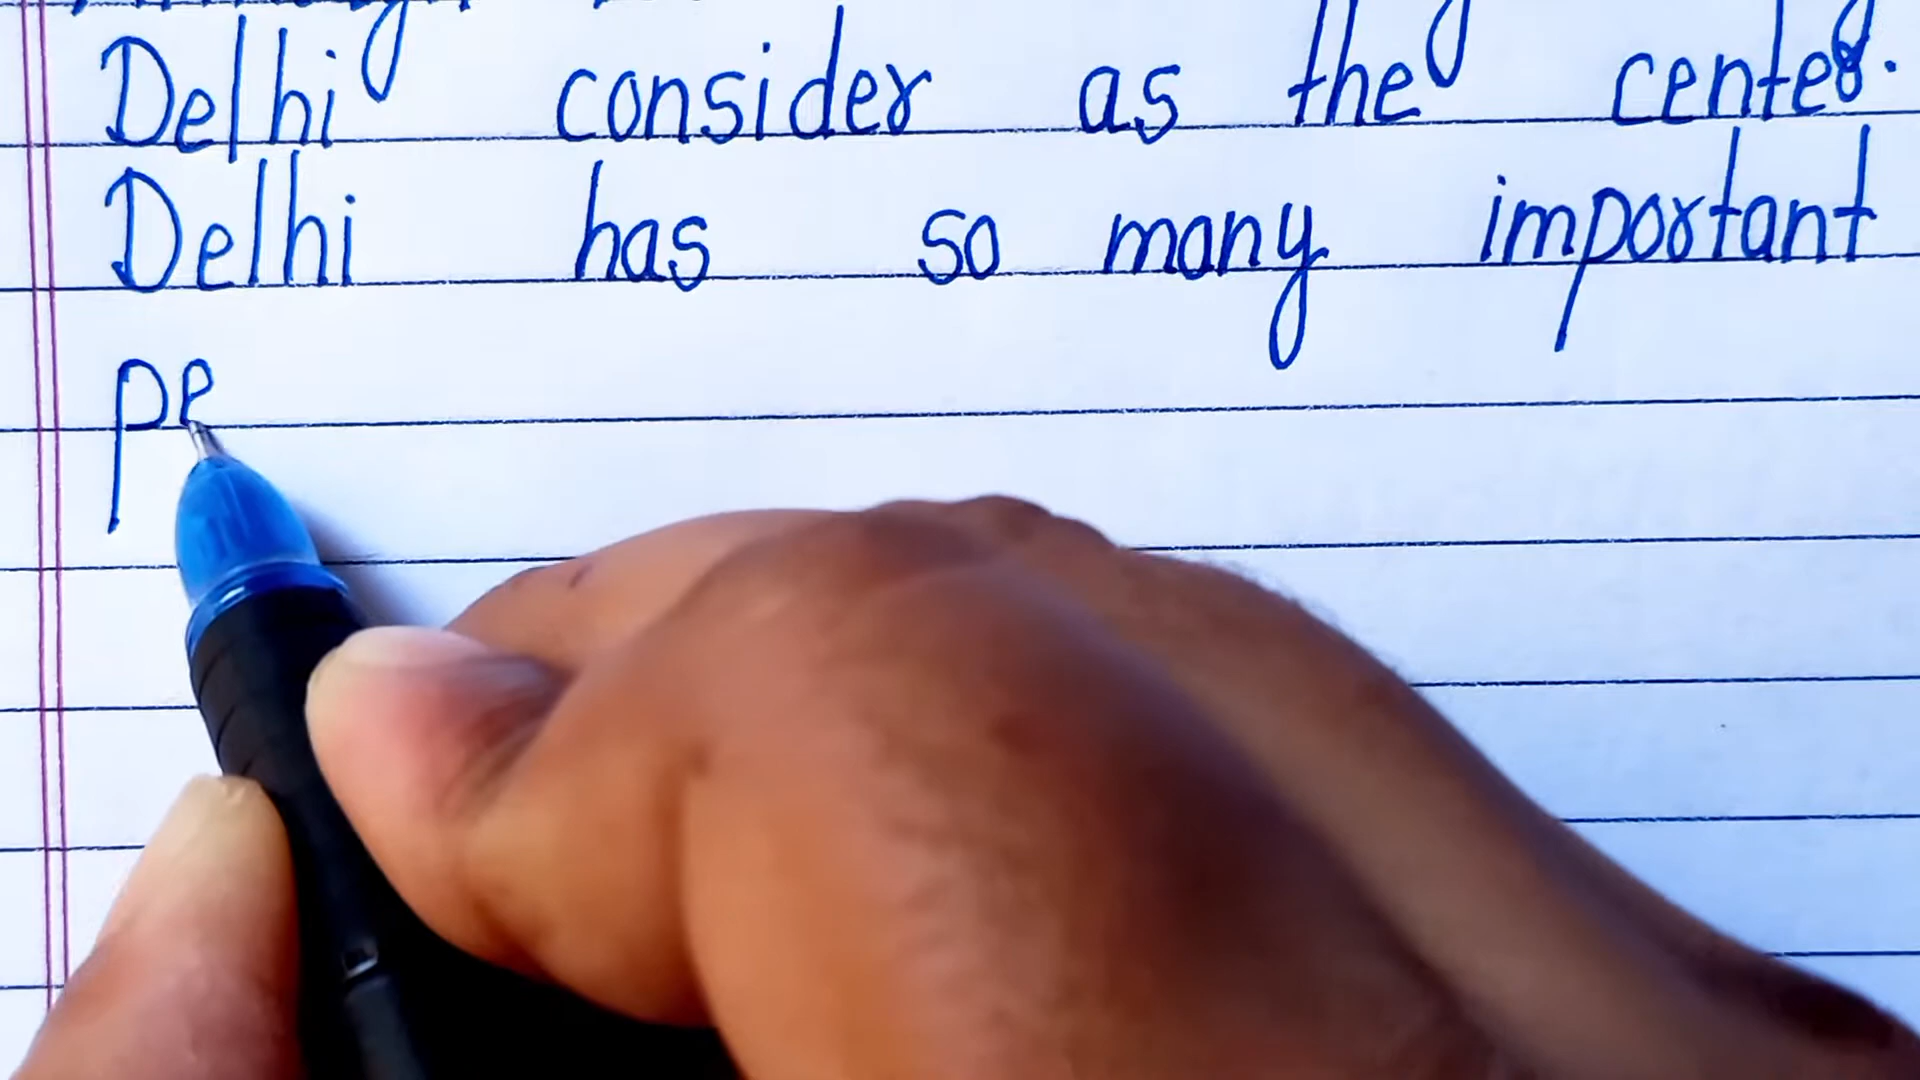 Delhi consider as the center.
Delhi has so many important
pe